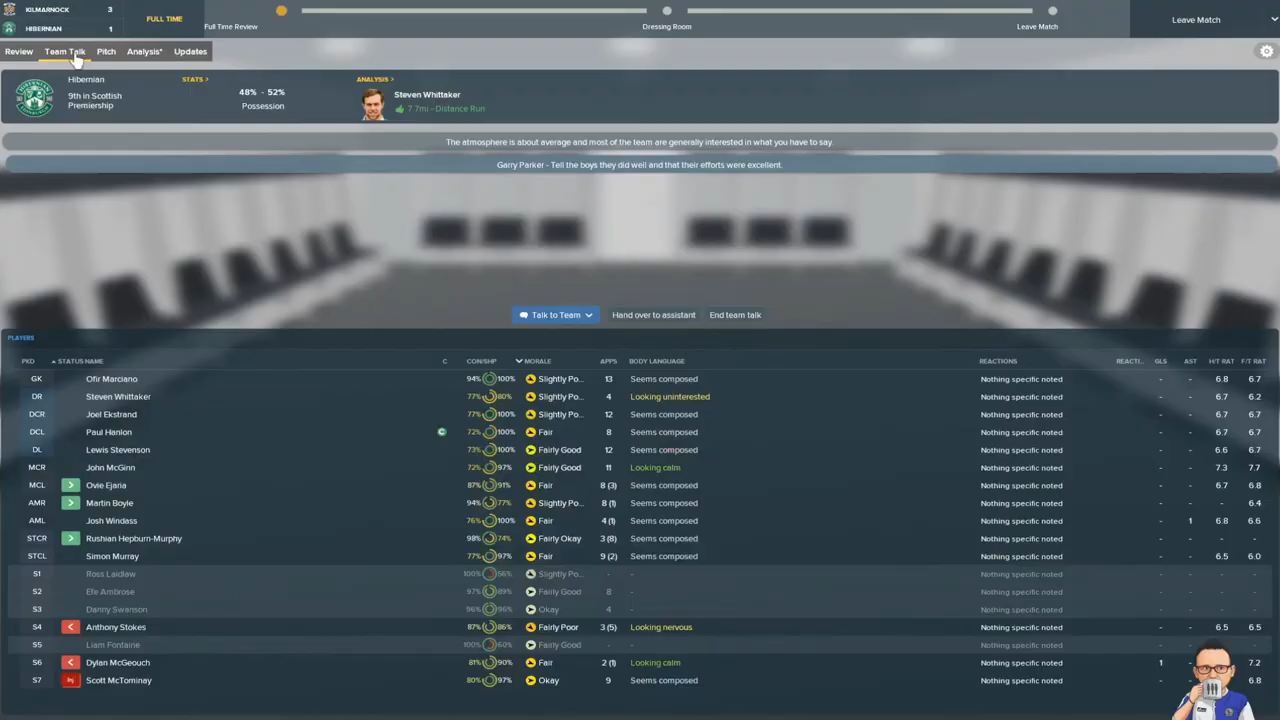 KILMARNOCK 3
HIBERNIAN 1
FULL TIME
Full Time Review
Dressing Room
Leave Match
Leave Match
Review Team Talk Pitch Analysis* Updates
Hibernian
9th in Scottish
Premiership
STATS >
48% - 52%
Possession
ANALYSIS >
Steven Whittaker
7.7mi - Distance Run
The atmosphere is about average and most of the team are generally interested in what you have to say.
Garry Parker - Tell the boys they did well and that their efforts were excellent.
Talk to Team Hand over to assistant End team talk
PLAYERS
PKD STATUS NAME C CON/SHP MORALE APPS BODY LANGUAGE REACTIONS REACTI... GLS AST H/T RAT F/T RAT
GK Ofir Marciano 94% 100% Slightly Po... 13 Seems composed Nothing specific noted - - 6.8 6.7
DR Steven Whittaker 77% 80% Slightly Po... 4 Looking uninterested Nothing specific noted - - 6.7 6.2
DCR Joel Ekstrand 77% 100% Slightly Po... 12 Seems composed Nothing specific noted - - 6.7 6.7
DCL Paul Hanlon C 72% 100% Fair 8 Seems composed Nothing specific noted - - 6.7 6.7
DL Lewis Stevenson 73% 100% Fairly Good 12 Seems composed Nothing specific noted - - 6.6 6.7
MCR John McGinn 72% 97% Fairly Good 11 Looking calm Nothing specific noted - - 7.3 7.7
MCL Ovie Ejaria 87% 91% Fair 8 (3) Seems composed Nothing specific noted - - 6.7 6.8
AMR Martin Boyle 94% 77% Slightly Po... 8 (1) Seems composed Nothing specific noted - - - 6.4
AML Josh Windass 76% 100% Fair 4 (1) Seems composed Nothing specific noted - 1 6.8 6.6
STCR Rushian Hepburn-Murphy 98% 74% Fairly Okay 3 (8) Seems composed Nothing specific noted - - - -
STCL Simon Murray 77% 97% Fair 9 (2) Seems composed Nothing specific noted - - 6.5 6.0
S1 Ross Laidlaw 100% 56% Slightly Po... - - Nothing specific noted - - - -
S2 Efe Ambrose 97% 89% Fairly Good 8 - Nothing specific noted - - - -
S3 Danny Swanson 96% 96% Okay 4 - Nothing specific noted - - - -
S4 Anthony Stokes 87% 86% Fairly Poor 3 (5) Looking nervous Nothing specific noted - - 6.5 6.5
S5 Liam Fontaine 100% 60% Fairly Good - - Nothing specific noted - - - -
S6 Dylan McGeouch 81% 90% Fair 2 (1) Looking calm Nothing specific noted 1 - 7.2
S7 Scott McTominay 80% 97% Okay 9 Seems composed Nothing specific noted - 6.8